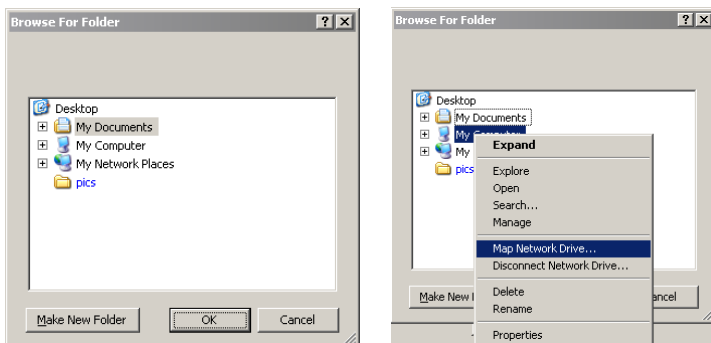 Browse For Folder
Desktop
My Documents
My Computer
My Network Places
pics
Make New Folder
OK
Cancel
Browse For Folder
Desktop
My Documents
My Computer
My
pics
Expand
Explore
Open
Search...
Manage
Map Network Drive...
Disconnect Network Drive...
Delete
Rename
Properties
Make New
ancel